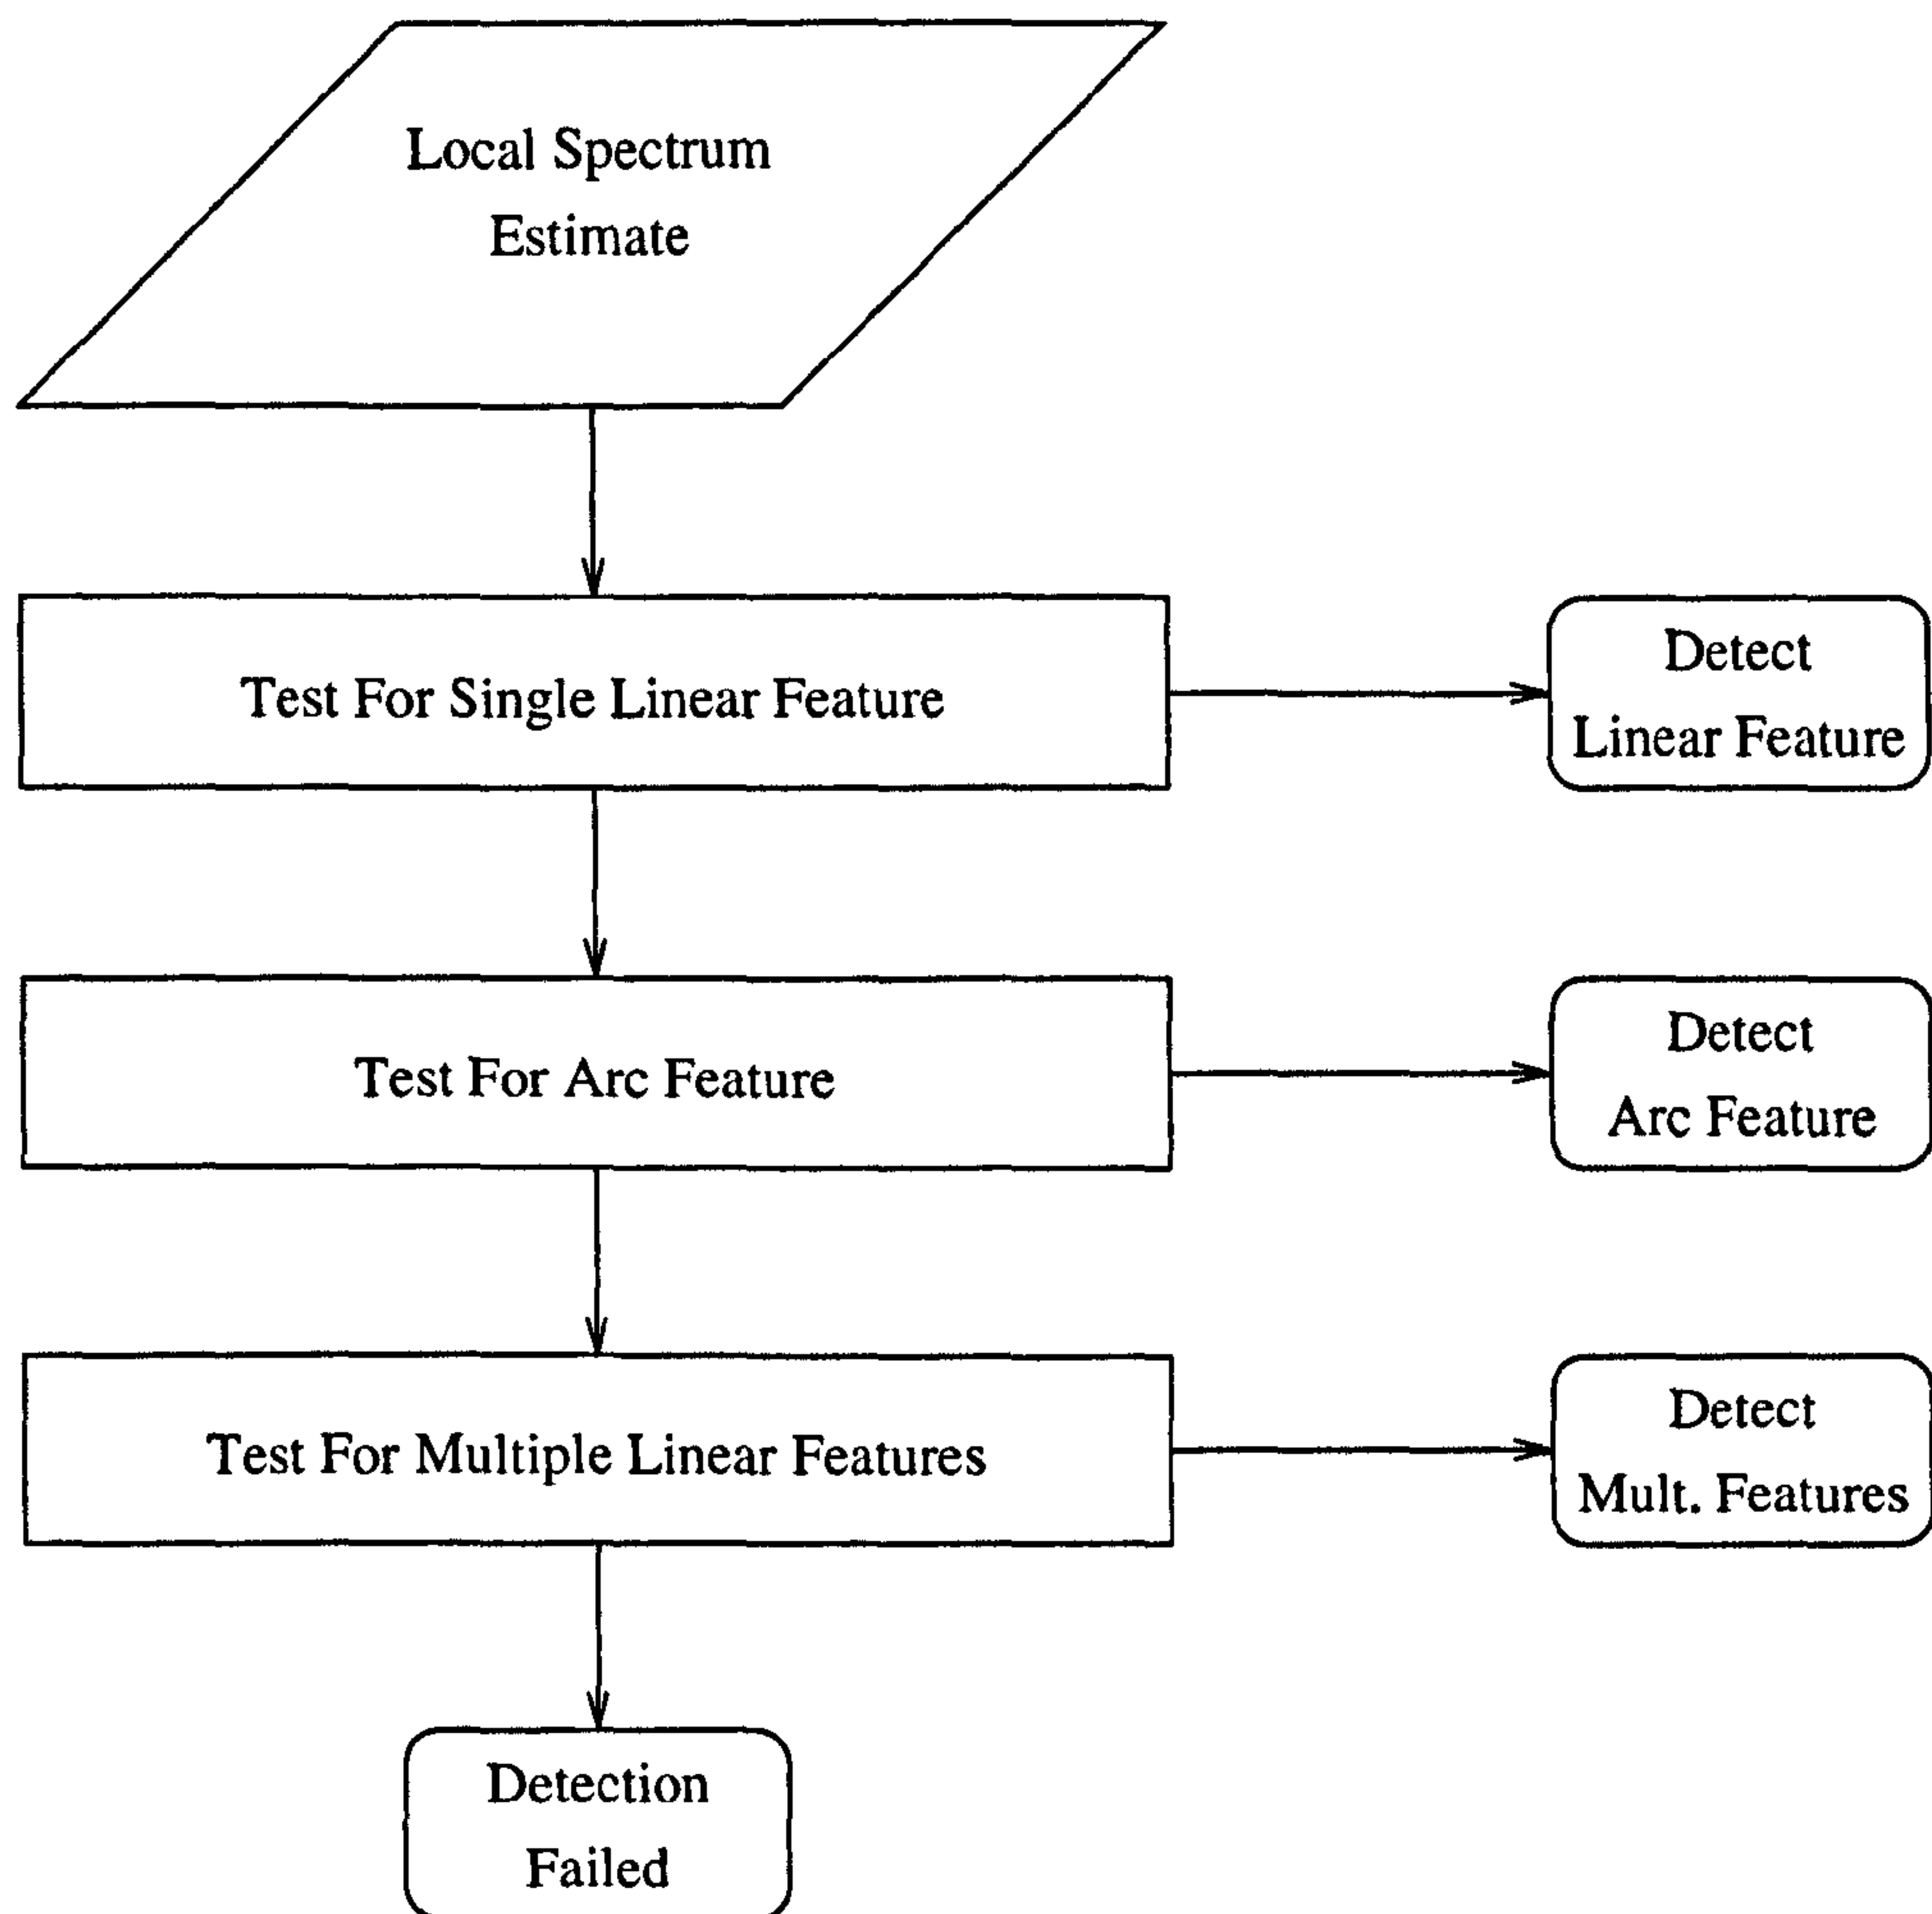 Local Spectrum
Estimate
Test For Single Linear Feature
Detect
Linear Feature
Test For Arc Feature
Detect
Arc Feature
Test For Multiple Linear Features
Detect
Mult. Features
Detection
Failed